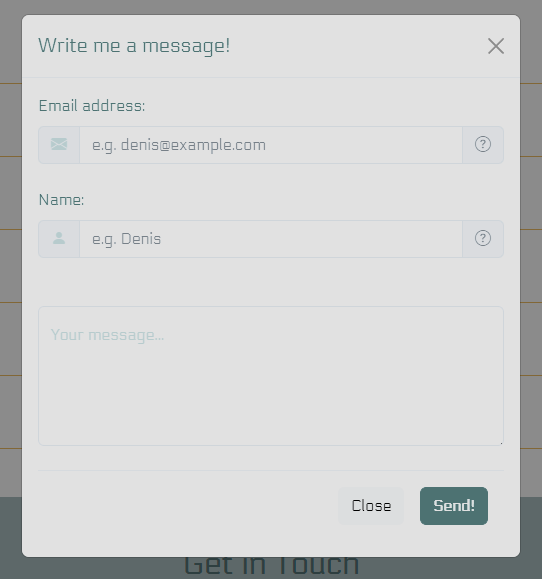 Write me a message!
Email address:
e.g. denis@example.com
Name:
e.g. Denis
Your message...
Close
Send!
Get in Touch